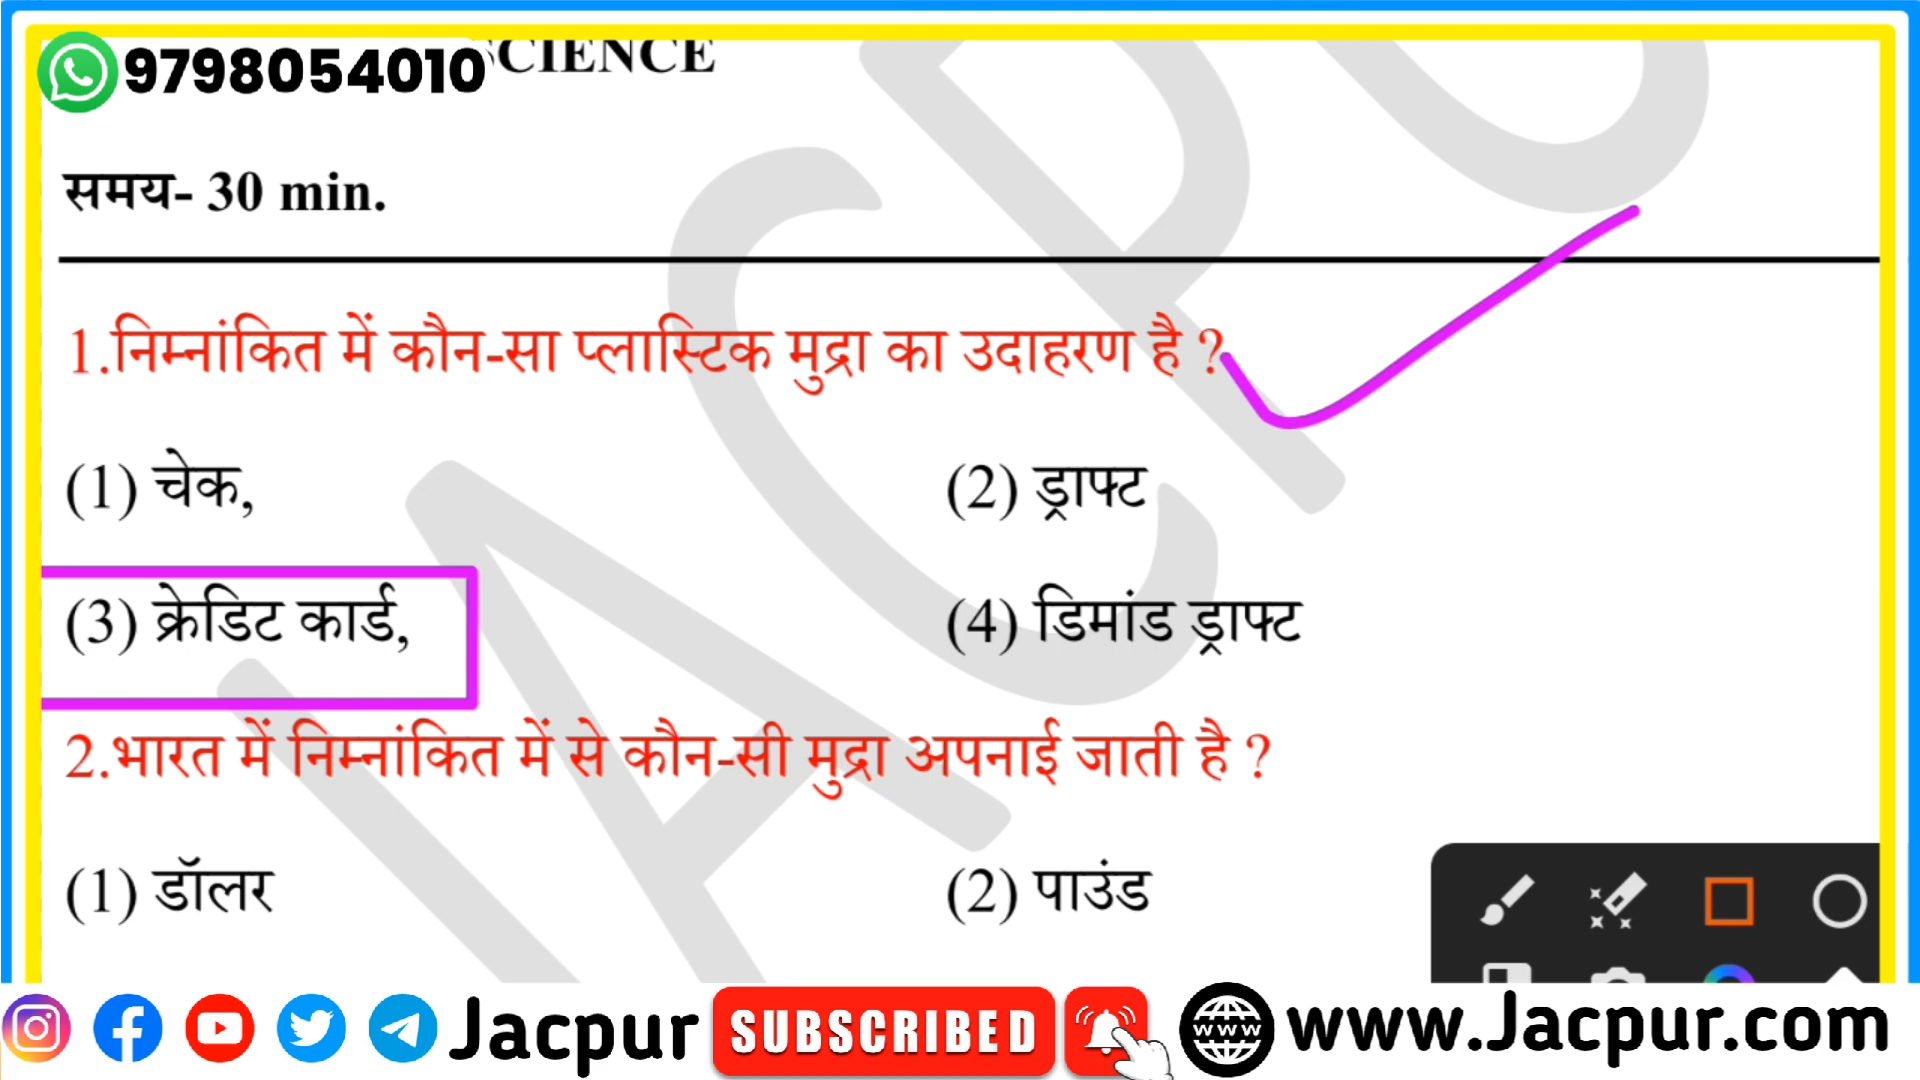 9798054010
CIENCE
समय- 30 min.
1.निम्नांकित में कौन-सा प्लास्टिक मुद्रा का उदाहरण है ?
(1) चेक, (2) ड्राफ्ट
(3) क्रेडिट कार्ड, (4) डिमांड ड्राफ्ट
2.भारत में निम्नांकित में से कौन-सी मुद्रा अपनाई जाती है ?
(1) डॉलर (2) पाउंड
Jacpur SUBSCRIBED www www.Jacpur.com